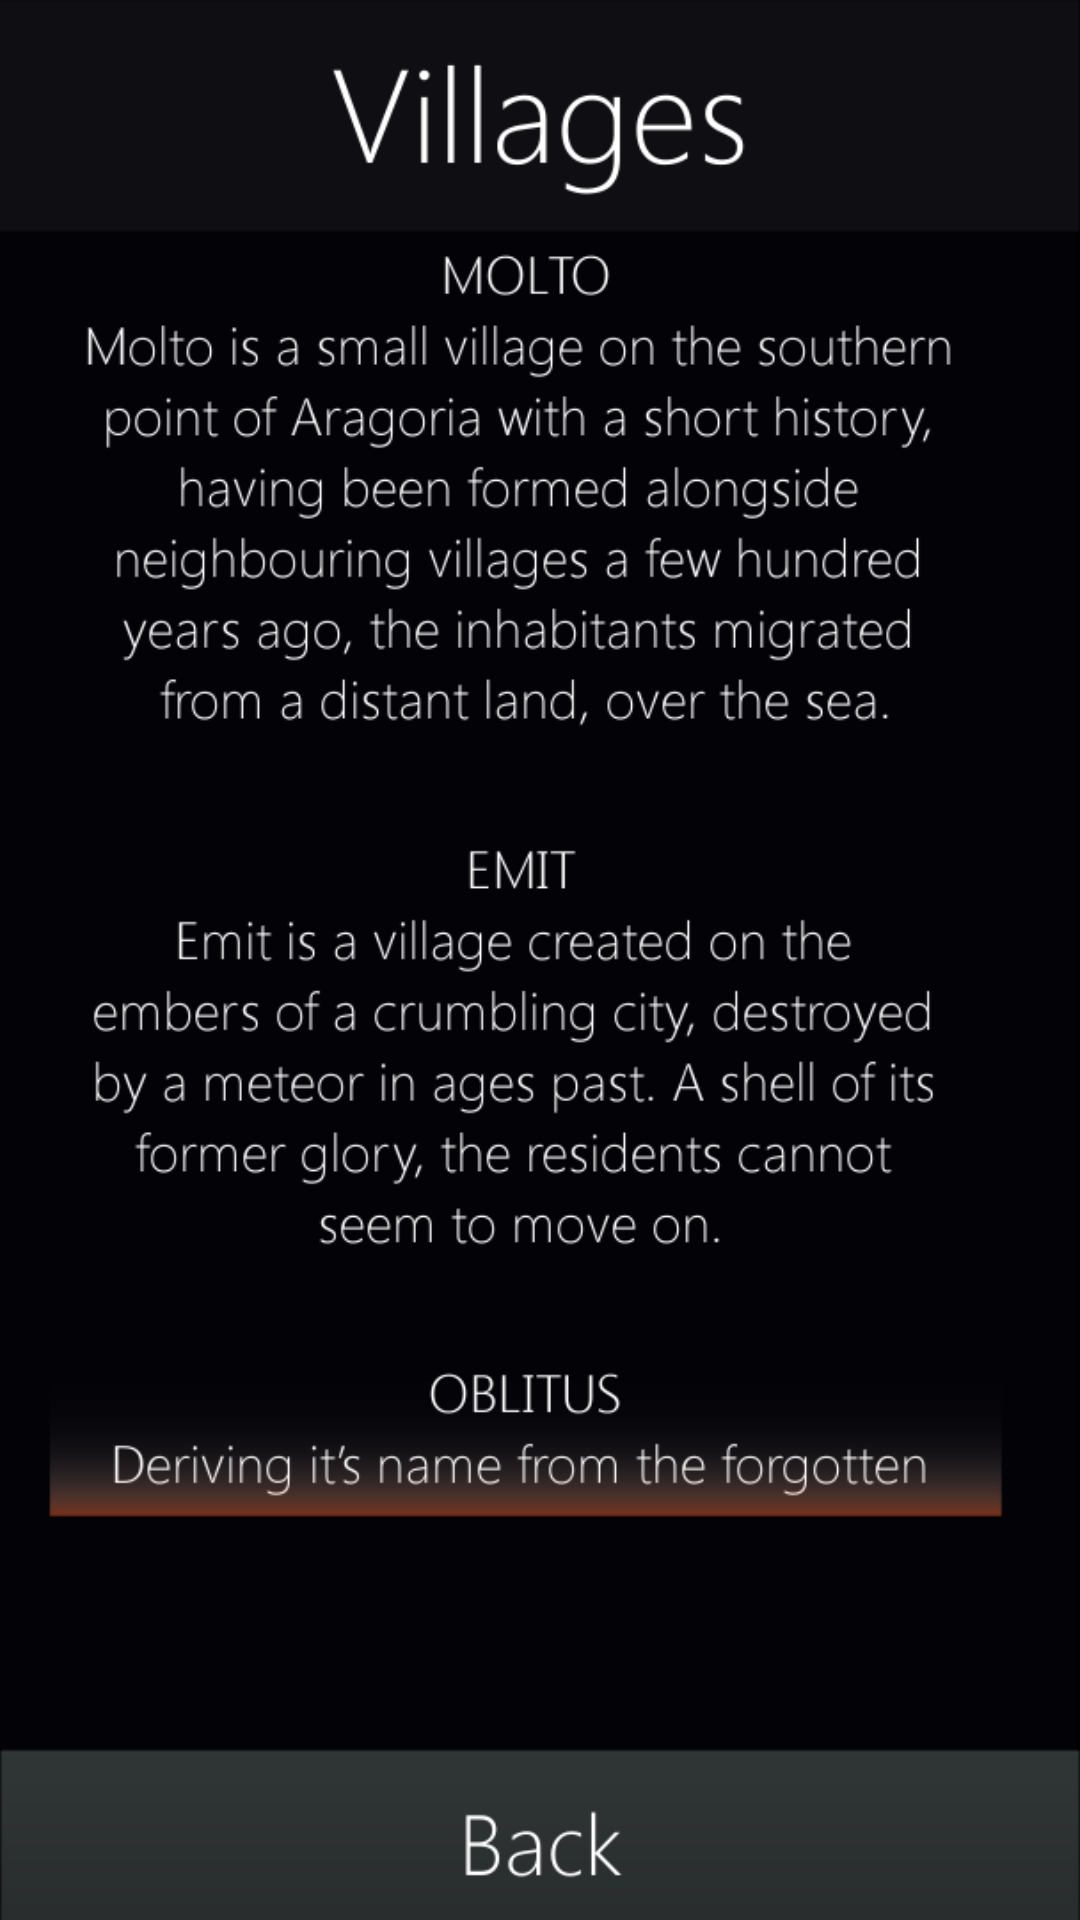 Villages
MOLTO
Molto is a small village on the southern
point of Aragoria with a short history,
having been formed alongside
neighbouring villages a few hundred
years ago, the inhabitants migrated
from a distant land, over the sea.
EMIT
Emit is a village created on the
embers of a crumbling city, destroyed
by a meteor in ages past. A shell of its
former glory, the residents cannot
seem to move on.
OBLITUS
Deriving it’s name from the forgotten
Back